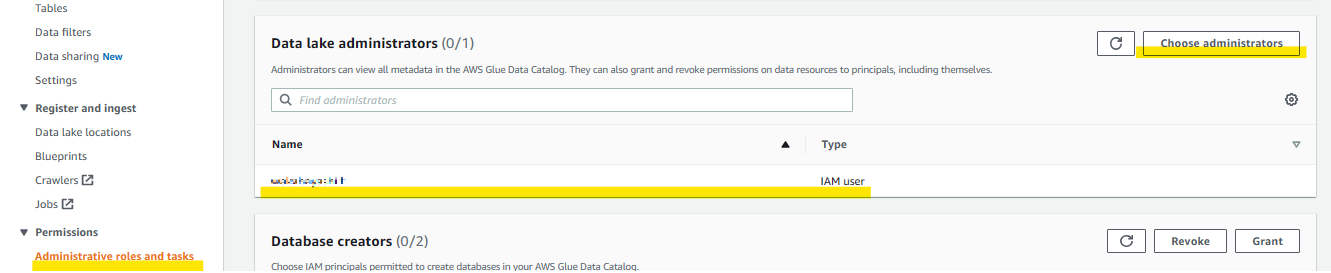 Tables
Data filters
Data sharing New
Settings
Register and ingest
Data lake locations
Blueprints
Crawlers
Jobs
Permissions
Administrative roles and tasks
Data lake administrators (0/1)
Choose administrators
Administrators can view all metadata in the AWS Glue Data Catalog. They can also grant and revoke permissions on data resources to principals, including themselves.
Find administrators
Name
Type
IAM user
Database creators (0/2)
Revoke
Grant
Choose IAM principals permitted to create databases in your AWS Glue Data Catalog.